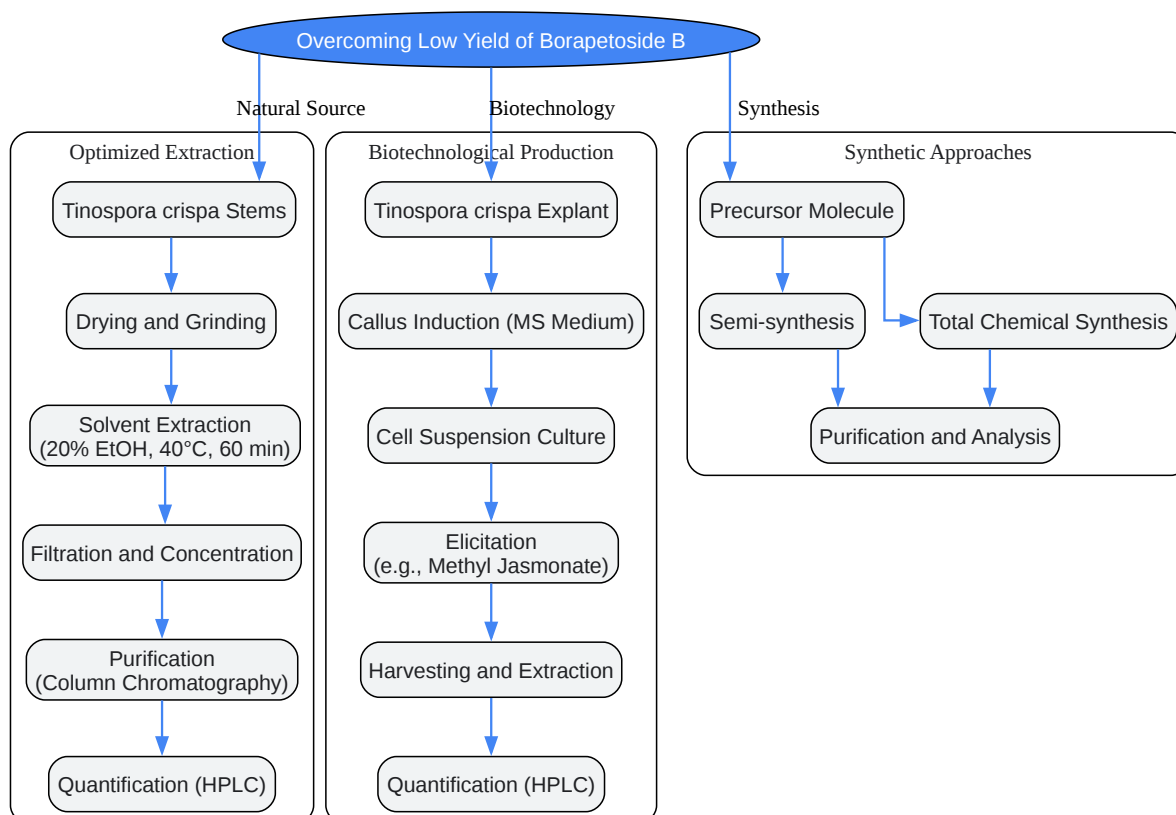 Overcoming Low Yield of Borapetoside B
Natural Source
Biotechnology
Synthesis
Optimized Extraction
Tinospora crispa Stems
Drying and Grinding
Solvent Extraction
(20% EtOH, 40°C, 60 min)
Filtration and Concentration
Purification
(Column Chromatography)
Quantification (HPLC)
Biotechnological Production
Tinospora crispa Explant
Callus Induction (MS Medium)
Cell Suspension Culture
Elicitation
(e.g., Methyl Jasmonate)
Harvesting and Extraction
Quantification (HPLC)
Synthetic Approaches
Precursor Molecule
Semi-synthesis
Total Chemical Synthesis
Purification and Analysis